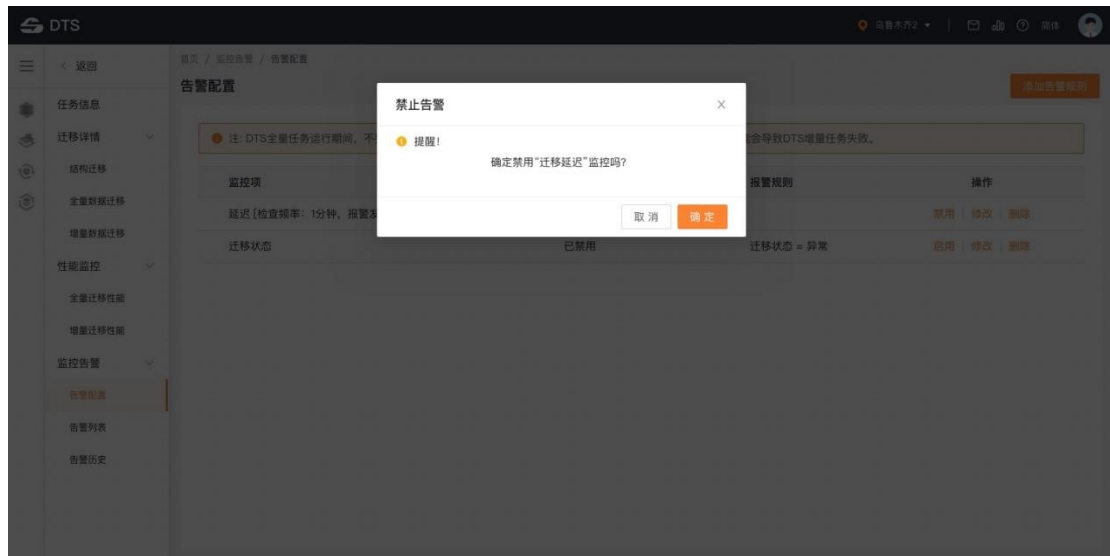 DTS
乌鲁木齐2
简体
返回
首页 / 监控告警 / 告警配置
告警配置
添加告警规则
任务信息
迁移详情
结构迁移
全量数据迁移
增量数据迁移
性能监控
全量迁移性能
增量迁移性能
监控告警
告警配置
告警列表
告警历史
注: DTS全量任务运行期间, 不
会导致DTS增量任务失败。
禁止告警
提醒!
确定禁用“迁移延迟”监控吗?
取 消
确 定
监控项
报警规则
操作
延迟 [检查频率: 1分钟, 报警发
禁用 修改 删除
迁移状态
已禁用
迁移状态 = 异常
启用 修改 删除